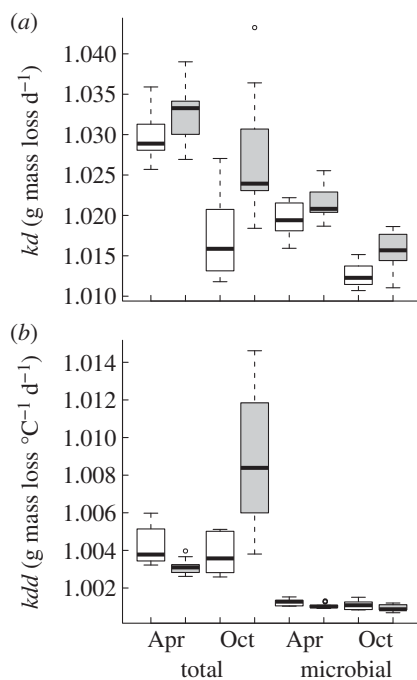 (a)
1.040
1.035
1.030
1.025
1.020
1.015
1.010
kd (g mass loss d⁻¹)
(b)
1.014
1.012
1.010
1.008
1.006
1.004
1.002
kdd (g mass loss °C⁻¹ d⁻¹)
Apr Oct Apr Oct
total microbial